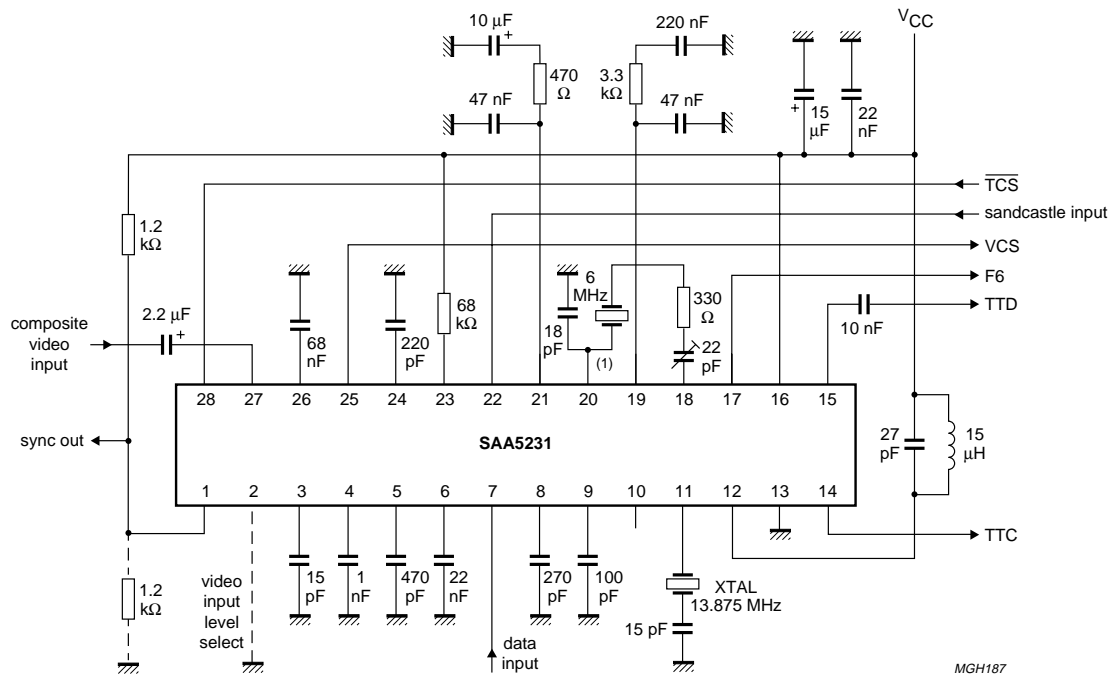 10 μF
+
220 nF
VCC
470
Ω
3.3
kΩ
47 nF
47 nF
+
15
μF
22
nF
TCS
sandcastle input
1.2
kΩ
VCS
6
MHz
F6
330
Ω
TTD
68
kΩ
10 nF
composite
video
input
2.2 μF
+
68
nF
220
pF
18
pF
(1)
22
pF
28 27 26 25 24 23 22 21 20 19 18 17 16 15
sync out
SAA5231
27
pF
15
μH
1 2 3 4 5 6 7 8 9 10 11 12 13 14
TTC
1.2
kΩ
video
input
level
select
15
pF
1
nF
470
pF
22
nF
270
pF
100
pF
XTAL
13.875 MHz
15 pF
data
input
MGH187